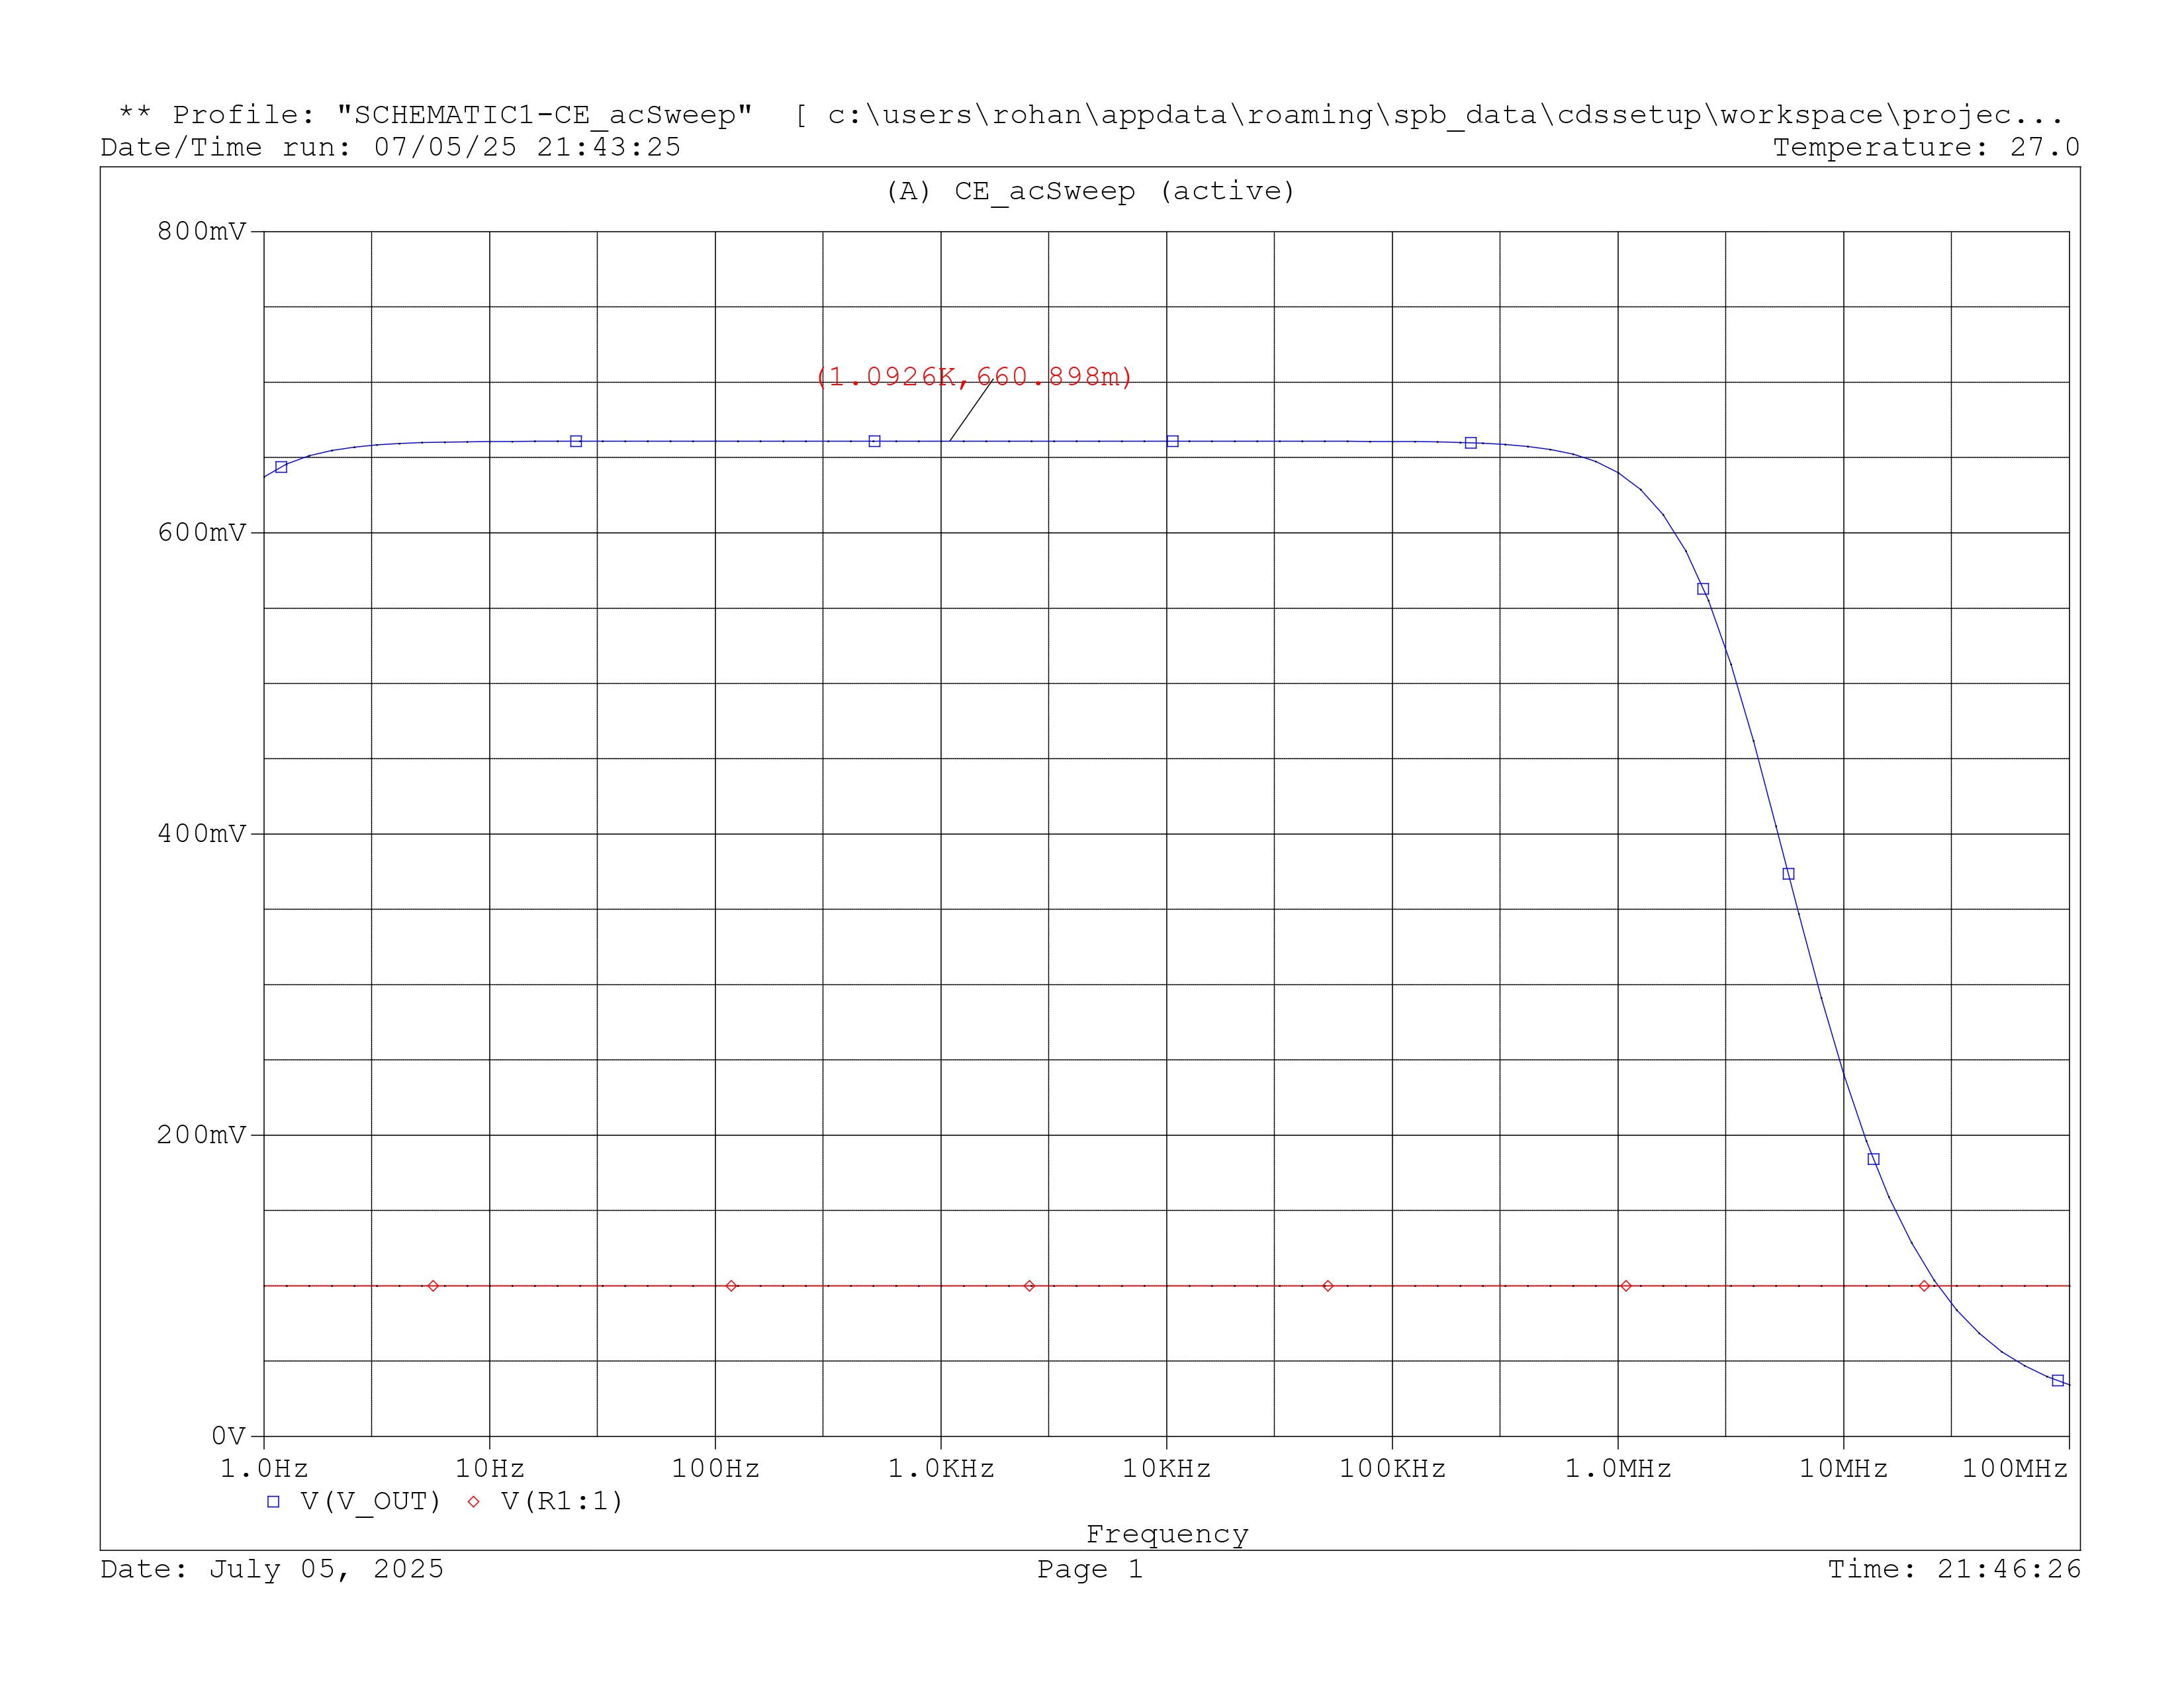 ** Profile: "SCHEMATIC1-CE_acSweep"  [ c:\users\rohan\appdata\roaming\spb_data\cdssetup\workspace\projec...
Date/Time run: 07/05/25 21:43:25 Temperature: 27.0
(A) CE_acSweep (active)
800mV
(1.0926K,660.898m)
600mV
400mV
200mV
0V
1.0Hz 10Hz 100Hz 1.0KHz 10KHz 100KHz 1.0MHz 10MHz 100MHz
V(V_OUT) V(R1:1)
Frequency
Date: July 05, 2025 Page 1 Time: 21:46:26